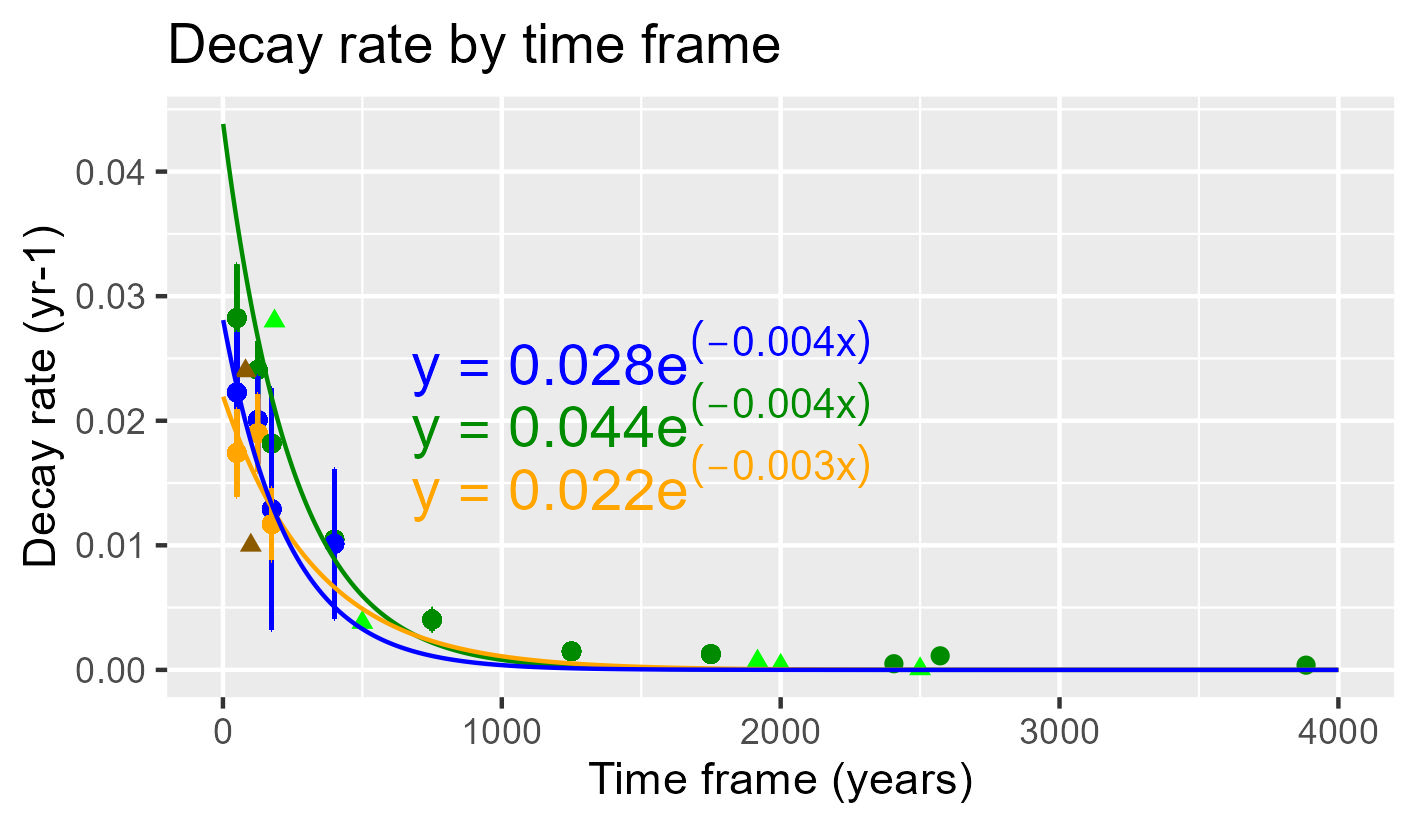 Decay rate by time frame
Decay rate (yr-1)
0.04
0.03
0.02
0.01
0.00
y = 0.028e(−0.004x)
y = 0.044e(−0.004x)
y = 0.022e(−0.003x)
0 1000 2000 3000 4000
Time frame (years)